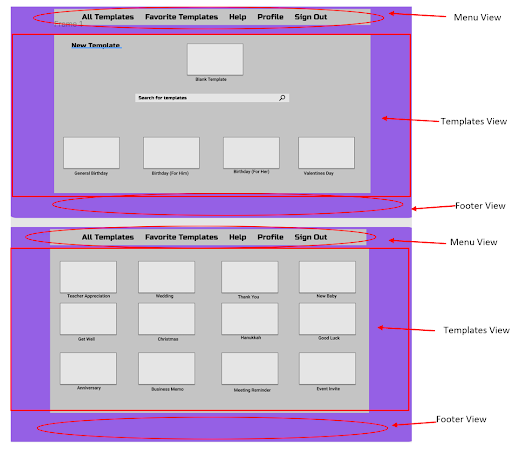 All Templates Favorite Templates Help Profile Sign Out
Menu View
Frame 1
New Template
Blank Template
Search for templates
Templates View
General Birthday Birthday (For Him) Birthday (For Her) Valentines Day
Footer View
All Templates Favorite Templates Help Profile Sign Out
Menu View
Teacher Appreciation Wedding Thank You New Baby
Templates View
Get Well Christmas Hanukkah Good Luck
Anniversary Business Memo Meeting Reminder Event Invite
Footer View